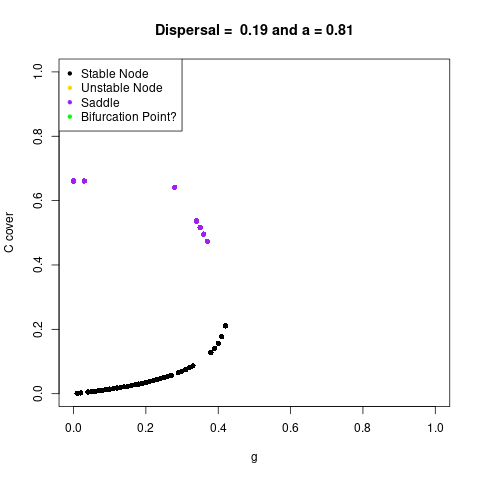 Dispersal =  0.19 and a = 0.81
Stable Node
Unstable Node
Saddle
Bifurcation Point?
C cover
1.0
0.8
0.6
0.4
0.2
0.0
0.0 0.2 0.4 0.6 0.8 1.0
g